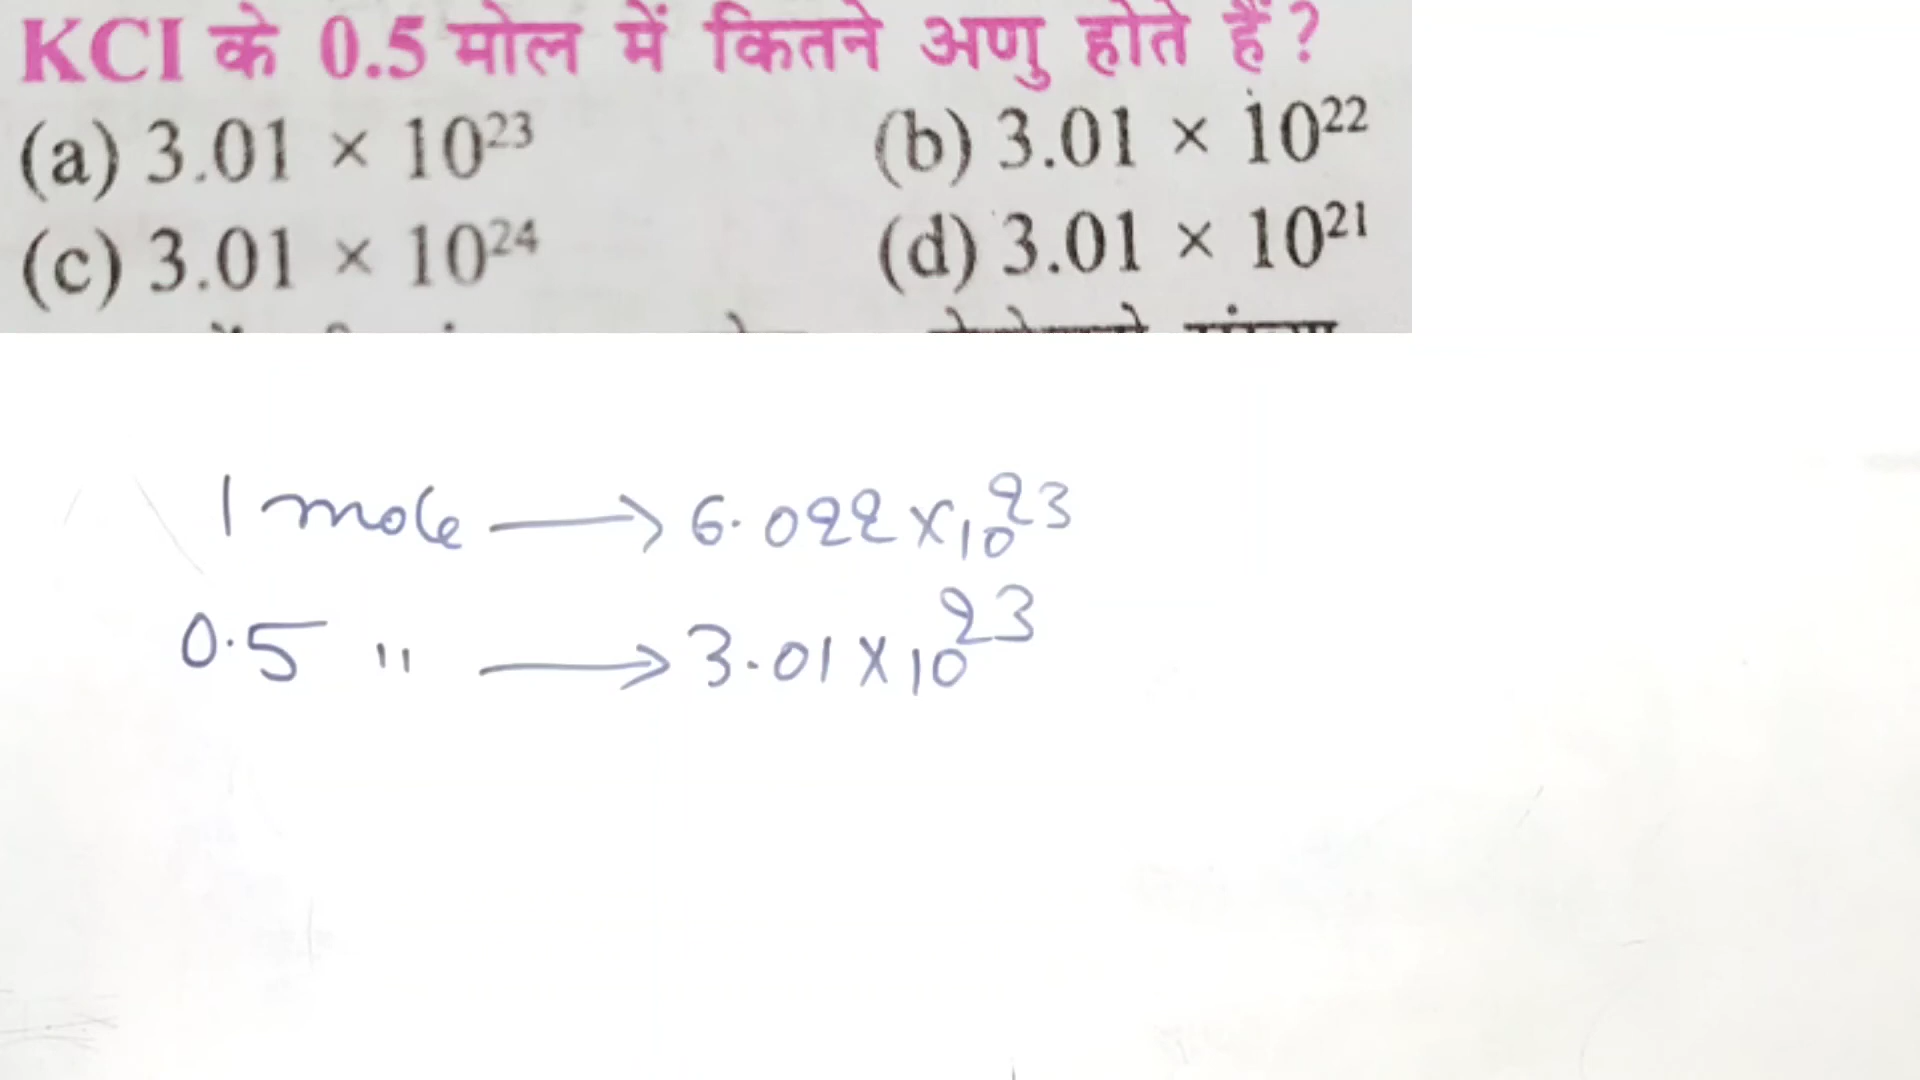 KCl के 0.5 मोल में कितने अणु होते हैं?
(a) 3.01 × 10²³ (b) 3.01 × 10²²
(c) 3.01 × 10²⁴ (d) 3.01 × 10²¹
1 mole → 6.022 × 10²³
0.5 " → 3.01 × 10²³